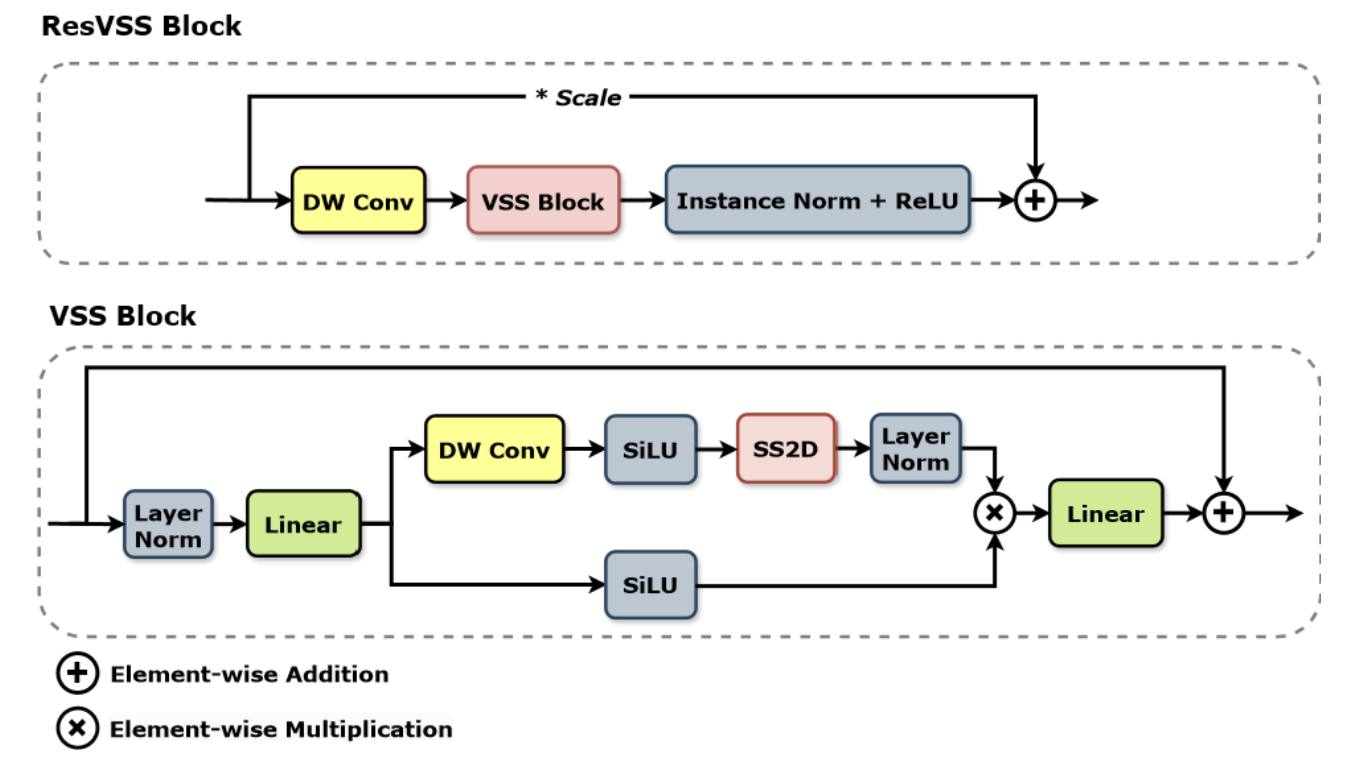 ResVSS Block
* Scale
DW Conv
VSS Block
Instance Norm + ReLU
+
VSS Block
DW Conv
SiLU
SS2D
Layer
Norm
Layer
Norm
Linear
×
Linear
+
SiLU
+ Element-wise Addition
× Element-wise Multiplication